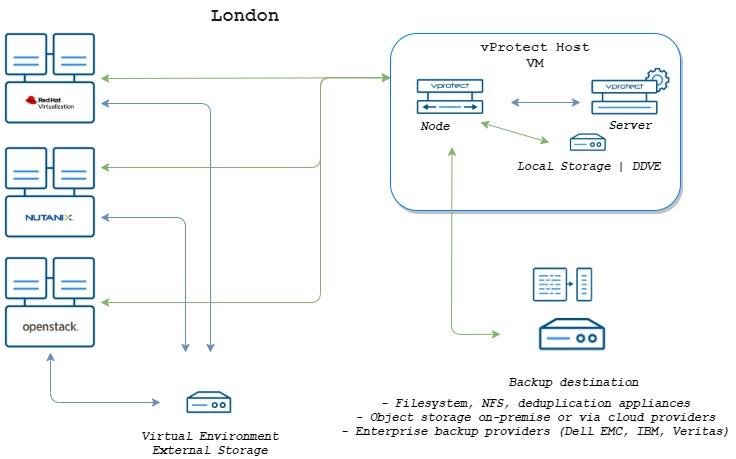 London
vProtect Host
VM
vprotect
vprotect
Node
Server
Local Storage | DDVE
RedHat
Virtualization
NUTANIX
openstack.
Virtual Environment
External Storage
Backup destination
- Filesystem, NFS, deduplication appliances
- Object storage on-premise or via cloud providers
- Enterprise backup providers (Dell EMC, IBM, Veritas)